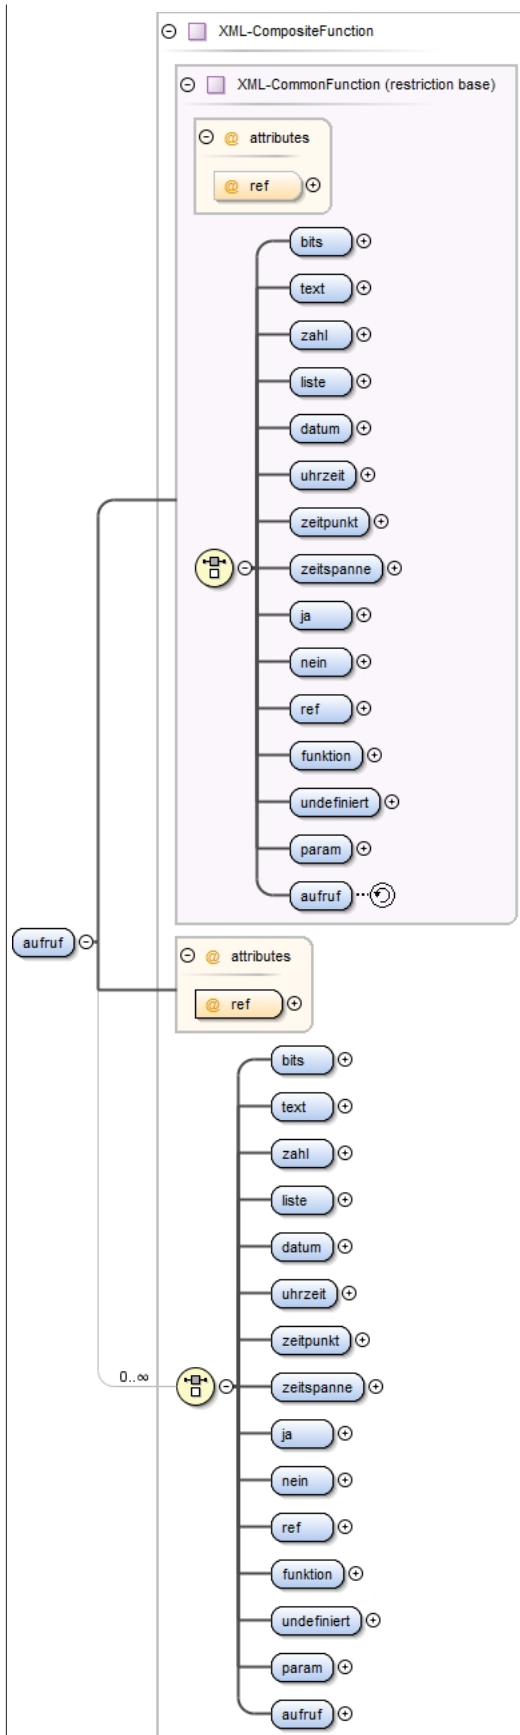 XML-CompositeFunction
XML-CommonFunction (restriction base)
@ attributes
@ ref
bits
text
zahl
liste
datum
uhrzeit
zeitpunkt
zeitspanne
ja
nein
ref
funktion
undefiniert
param
aufruf
aufruf
@ attributes
@ ref
bits
text
zahl
liste
datum
uhrzeit
zeitpunkt
0..∞
zeitspanne
ja
nein
ref
funktion
undefiniert
param
aufruf